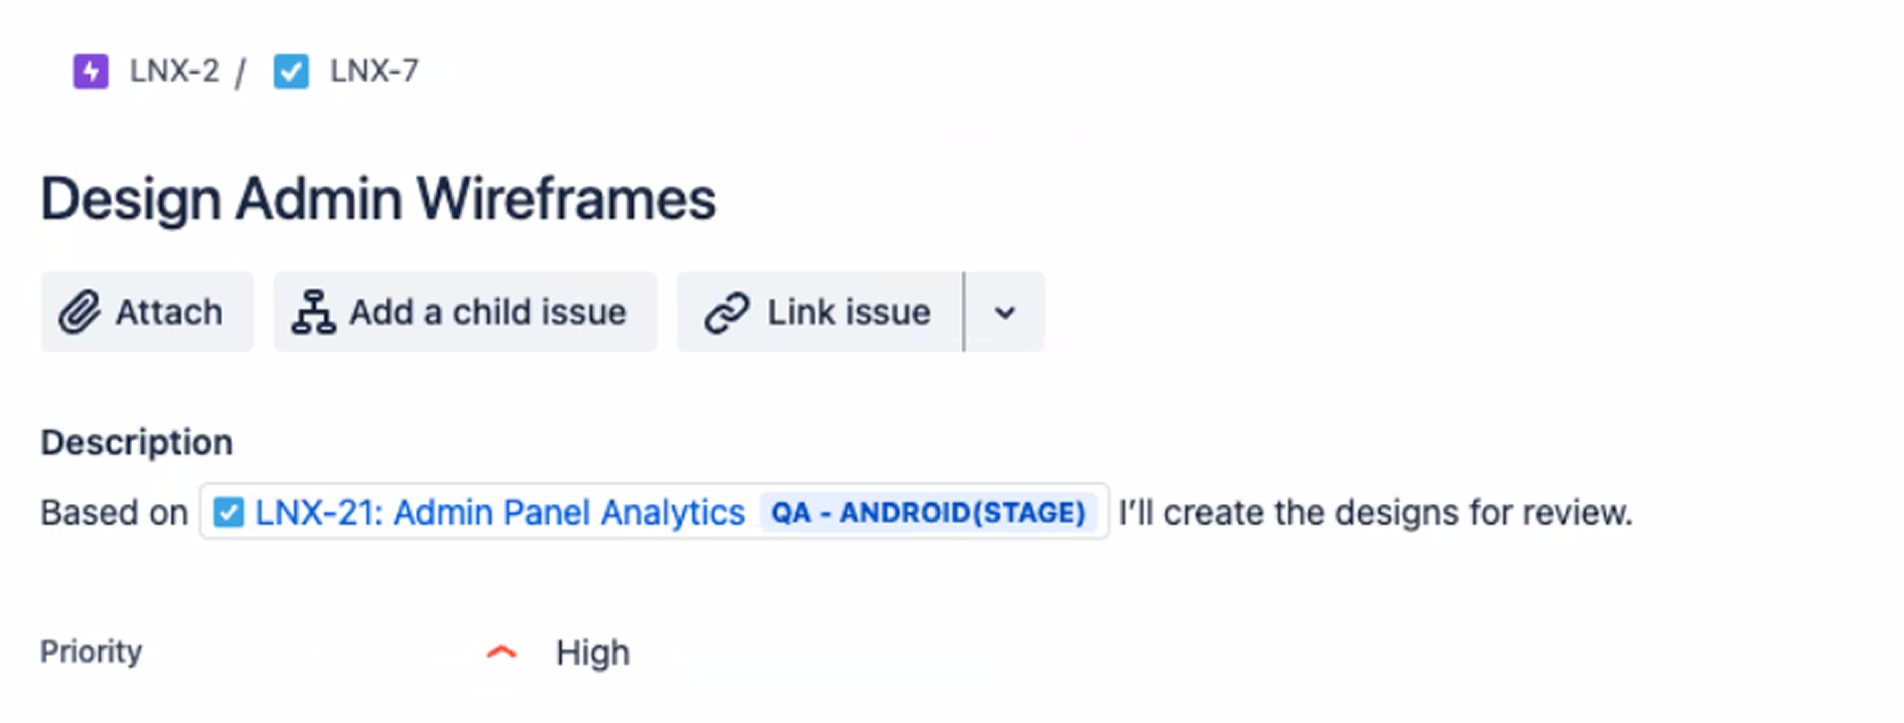 LNX-2 / LNX-7
Design Admin Wireframes
Attach Add a child issue Link issue
Description
Based on LNX-21: Admin Panel Analytics QA - ANDROID(STAGE) I’ll create the designs for review.
Priority High